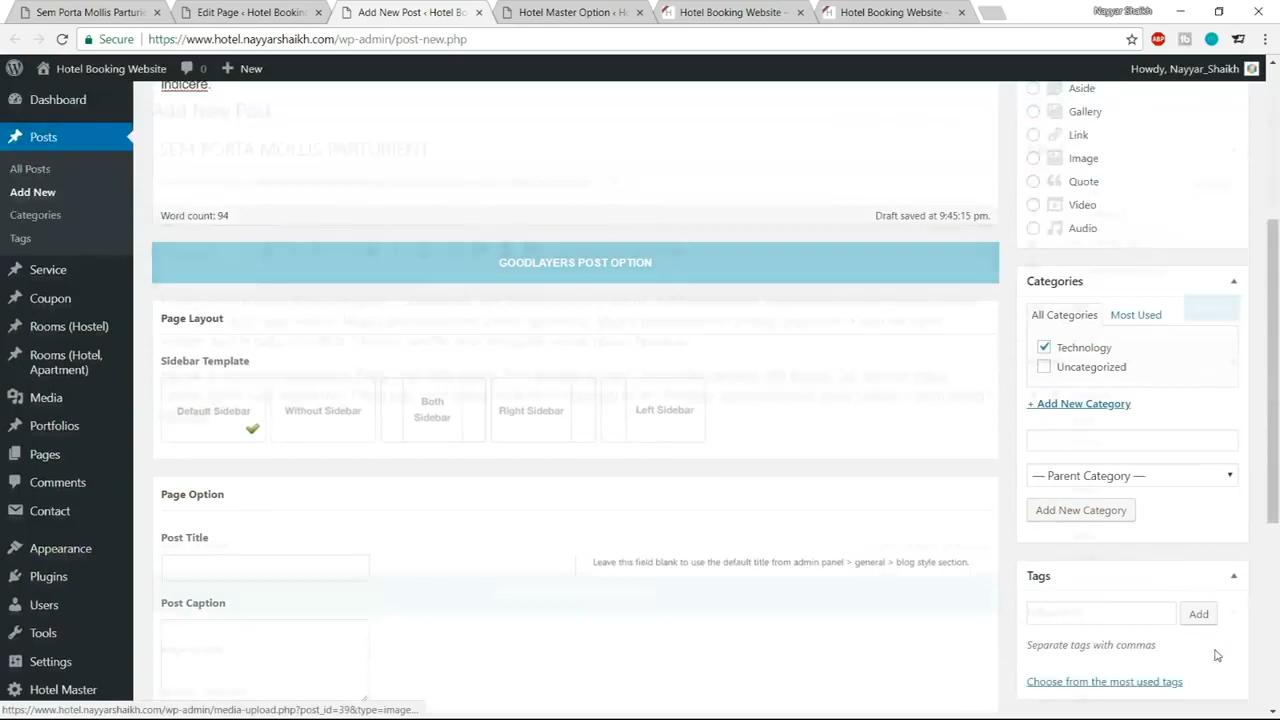 Sem Porta Mollis Parturie
Edit Page ‹ Hotel Bookin
Add New Post ‹ Hotel Bo
Hotel Master Option ‹ H
Hotel Booking Website –
Hotel Booking Website –
Nayyar Shaikh
Secure
https://www.hotel.nayyarshaikh.com/wp-admin/post-new.php
ABP
Hotel Booking Website
0
New
Howdy, Nayyar_Shaikh
Dashboard
Posts
All Posts
Add New
Categories
Tags
Service
Coupon
Rooms (Hostel)
Rooms (Hotel,
Apartment)
Media
Portfolios
Pages
Comments
Contact
Appearance
Plugins
Users
Tools
Settings
Hotel Master
indicere.
Add New Post
SEM PORTA MOLLIS PARTURIENT
Word count: 94
Draft saved at 9:45:15 pm.
GOODLAYERS POST OPTION
Page Layout
Sidebar Template
Default Sidebar
Without Sidebar
Both
Sidebar
Right Sidebar
Left Sidebar
Page Option
Post Title
Leave this field blank to use the default title from admin panel > general > blog style section.
Post Caption
Aside
Gallery
Link
Image
Quote
Video
Audio
Categories
All Categories
Most Used
Technology
Uncategorized
+ Add New Category
— Parent Category —
Add New Category
Tags
Add
Separate tags with commas
Choose from the most used tags
https://www.hotel.nayyarshaikh.com/wp-admin/media-upload.php?post_id=39&type=image...